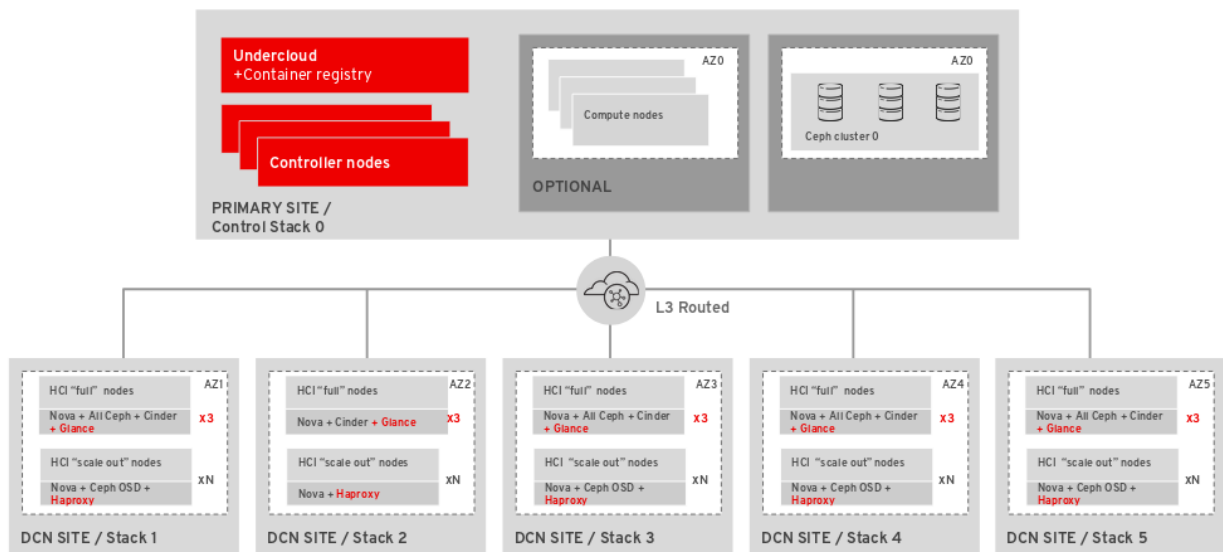 Undercloud
+Container registry
Controller nodes
PRIMARY SITE /
Control Stack 0
AZ0
Compute nodes
OPTIONAL
AZ0
Ceph cluster 0
L3 Routed
HCI “full” nodes
AZ1
Nova + All Ceph + Cinder
+ Glance
x3
HCI “scale out” nodes
Nova + Ceph OSD +
Haproxy
xN
DCN SITE / Stack 1
HCI “full” nodes
AZ2
Nova + Cinder + Glance
x3
HCI “scale out” nodes
Nova + Haproxy
xN
DCN SITE / Stack 2
HCI “full” nodes
AZ3
Nova + All Ceph + Cinder
+ Glance
x3
HCI “scale out” nodes
Nova + Ceph OSD +
Haproxy
xN
DCN SITE / Stack 3
HCI “full” nodes
AZ4
Nova + All Ceph + Cinder
+ Glance
x3
HCI “scale out” nodes
Nova + Ceph OSD +
Haproxy
xN
DCN SITE / Stack 4
HCI “full” nodes
AZ5
Nova + All Ceph + Cinder
+ Glance
x3
HCI “scale out” nodes
Nova + Ceph OSD +
Haproxy
xN
DCN SITE / Stack 5